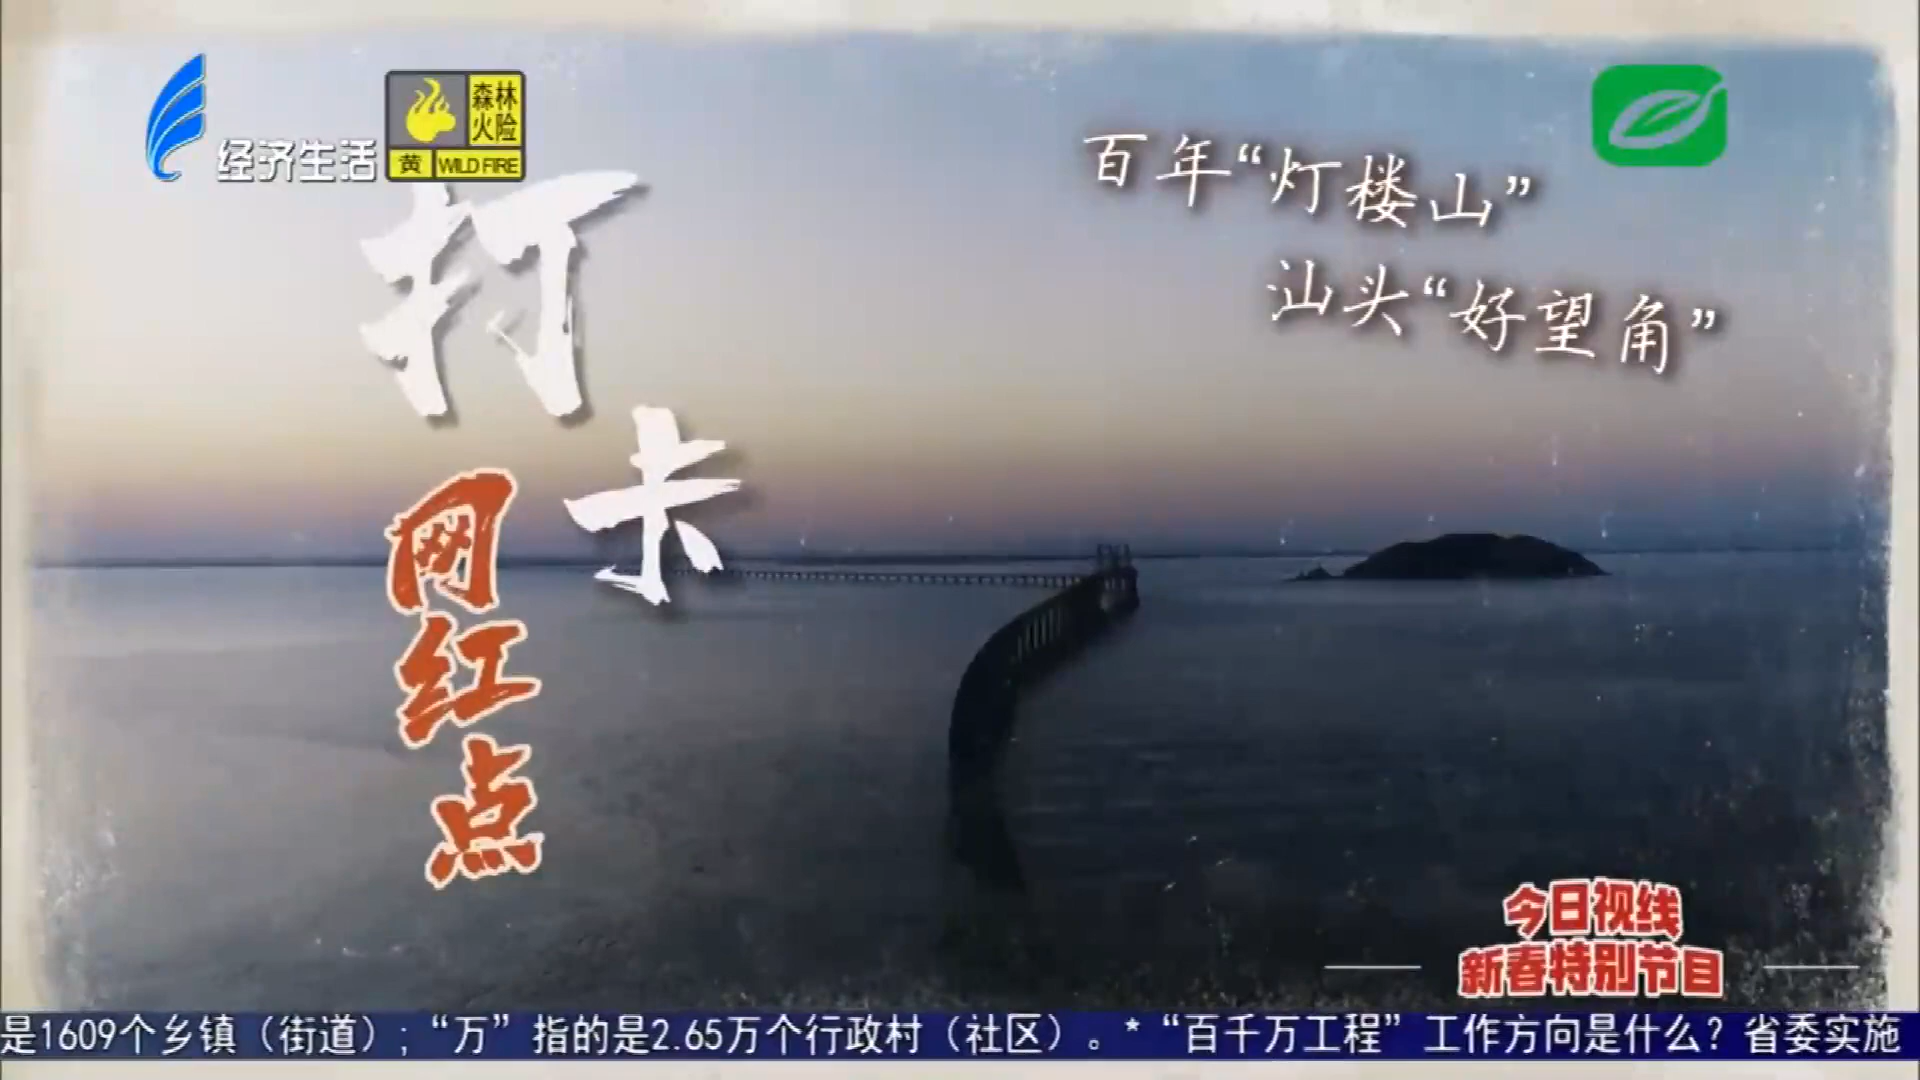 经济生活
森林
火险
黄 WILD FIRE
百年“灯楼山”
汕头“好望角”
打卡
网红点
今日视线
新春特别节目
是1609个乡镇（街道）；“万”指的是2.65万个行政村（社区）。*“百千万工程”工作方向是什么？省委实施